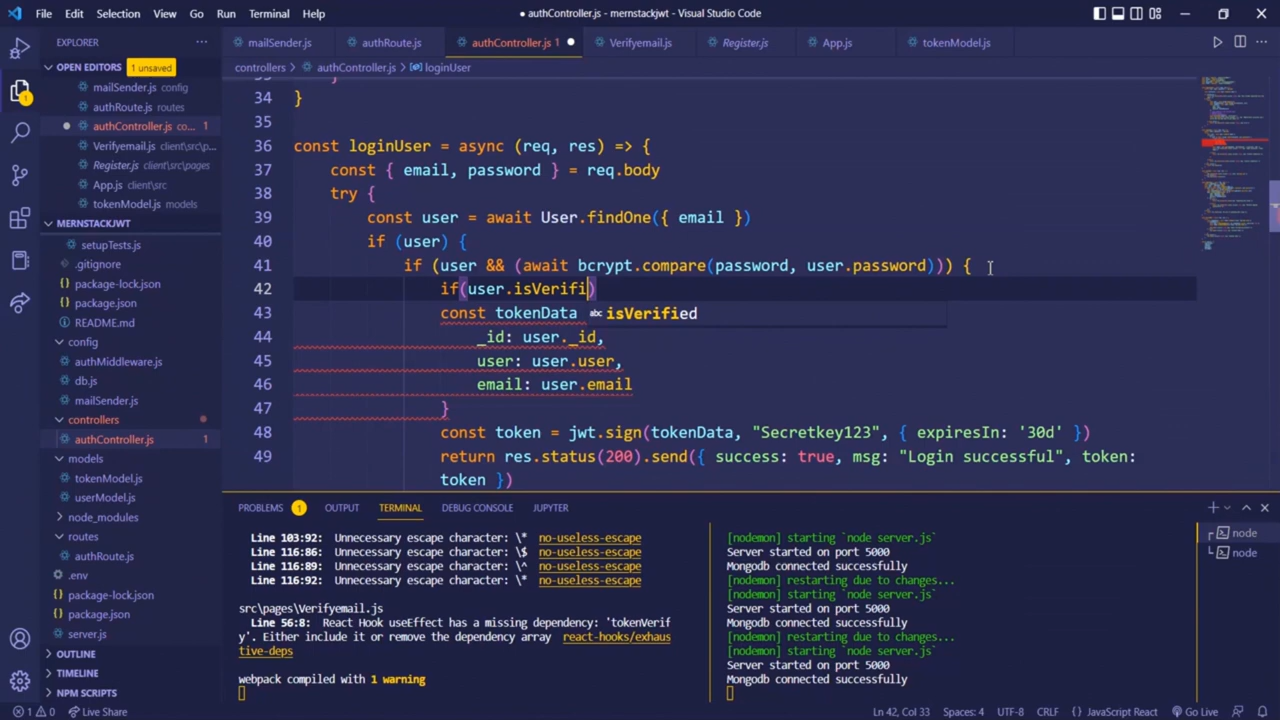 File Edit Selection View Go Run Terminal Help
● authController.js - mernstackjwt - Visual Studio Code
EXPLORER
OPEN EDITORS 1 unsaved
mailSender.js config
authRoute.js routes
authController.js co... 1
Verifyemail.js client\src\p...
Register.js client\src\pages
App.js client\src
tokenModel.js models
MERNSTACKJWT
setupTests.js
.gitignore
package-lock.json
package.json
README.md
config
authMiddleware.js
db.js
mailSender.js
controllers
authController.js 1
models
tokenModel.js
userModel.js
node_modules
routes
authRoute.js
.env
package-lock.json
package.json
server.js
OUTLINE
TIMELINE
NPM SCRIPTS
mailSender.js authRoute.js authController.js 1 Verifyemail.js Register.js App.js tokenModel.js
controllers > authController.js > loginUser
34 }
35
36 const loginUser = async (req, res) => {
37 const { email, password } = req.body
38 try {
39 const user = await User.findOne({ email })
40 if (user) {
41 if (user && (await bcrypt.compare(password, user.password))) {
42 if(user.isVerifi)
43 const tokenData abc isVerified
44 _id: user._id,
45 user: user.user,
46 email: user.email
47 }
48 const token = jwt.sign(tokenData, "Secretkey123", { expiresIn: '30d' })
49 return res.status(200).send({ success: true, msg: "Login successful", token:
token })
PROBLEMS 1 OUTPUT TERMINAL DEBUG CONSOLE JUPYTER
Line 103:92: Unnecessary escape character: \* no-useless-escape
Line 116:86: Unnecessary escape character: \$ no-useless-escape
Line 116:89: Unnecessary escape character: \^ no-useless-escape
Line 116:92: Unnecessary escape character: \* no-useless-escape
src\pages\Verifyemail.js
Line 56:8: React Hook useEffect has a missing dependency: 'tokenVerif
y'. Either include it or remove the dependency array react-hooks/exhaus
tive-deps
webpack compiled with 1 warning
[nodemon] starting `node server.js`
Server started on port 5000
Mongodb connected successfully
[nodemon] restarting due to changes...
[nodemon] starting `node server.js`
Server started on port 5000
Mongodb connected successfully
[nodemon] restarting due to changes...
[nodemon] starting `node server.js`
Server started on port 5000
Mongodb connected successfully
node
node
1 0 Live Share
Ln 42, Col 33 Spaces: 4 UTF-8 CRLF {} JavaScript React Go Live